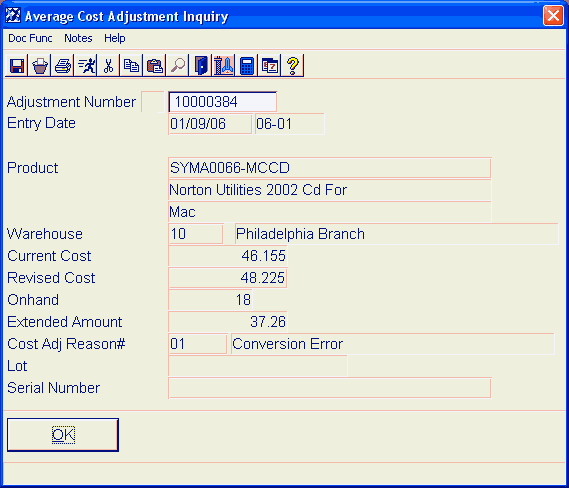 Average Cost Adjustment Inquiry
Doc Func Notes Help
Adjustment Number 10000384
Entry Date 01/09/06 06-01
Product SYMA0066-MCCD
Norton Utilities 2002 Cd For
Mac
Warehouse 10 Philadelphia Branch
Current Cost 46.155
Revised Cost 48.225
Onhand 18
Extended Amount 37.26
Cost Adj Reason# 01 Conversion Error
Lot
Serial Number
OK